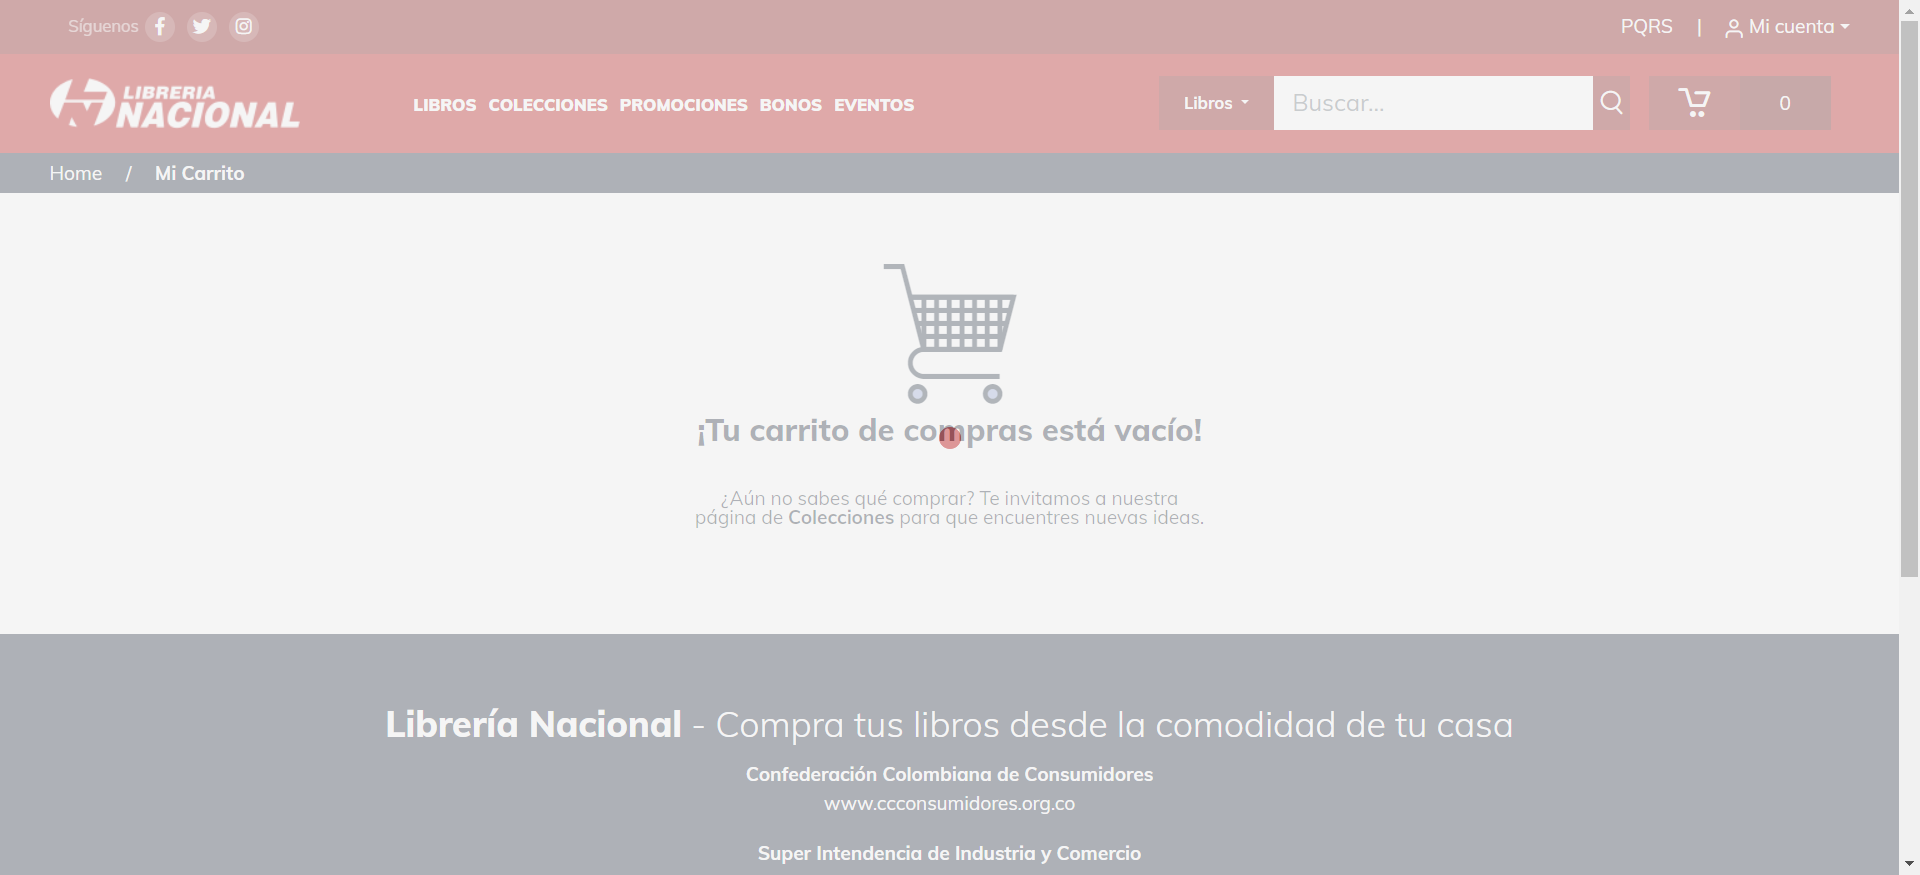 Síguenos
PQRS | Mi cuenta
LIBRERIA
NACIONAL
LIBROS COLECCIONES PROMOCIONES BONOS EVENTOS
Libros
Buscar...
0
Home / Mi Carrito
¡Tu carrito de compras está vacío!
¿Aún no sabes qué comprar? Te invitamos a nuestra
página de Colecciones para que encuentres nuevas ideas.
Librería Nacional - Compra tus libros desde la comodidad de tu casa
Confederación Colombiana de Consumidores
www.ccconsumidores.org.co
Super Intendencia de Industria y Comercio